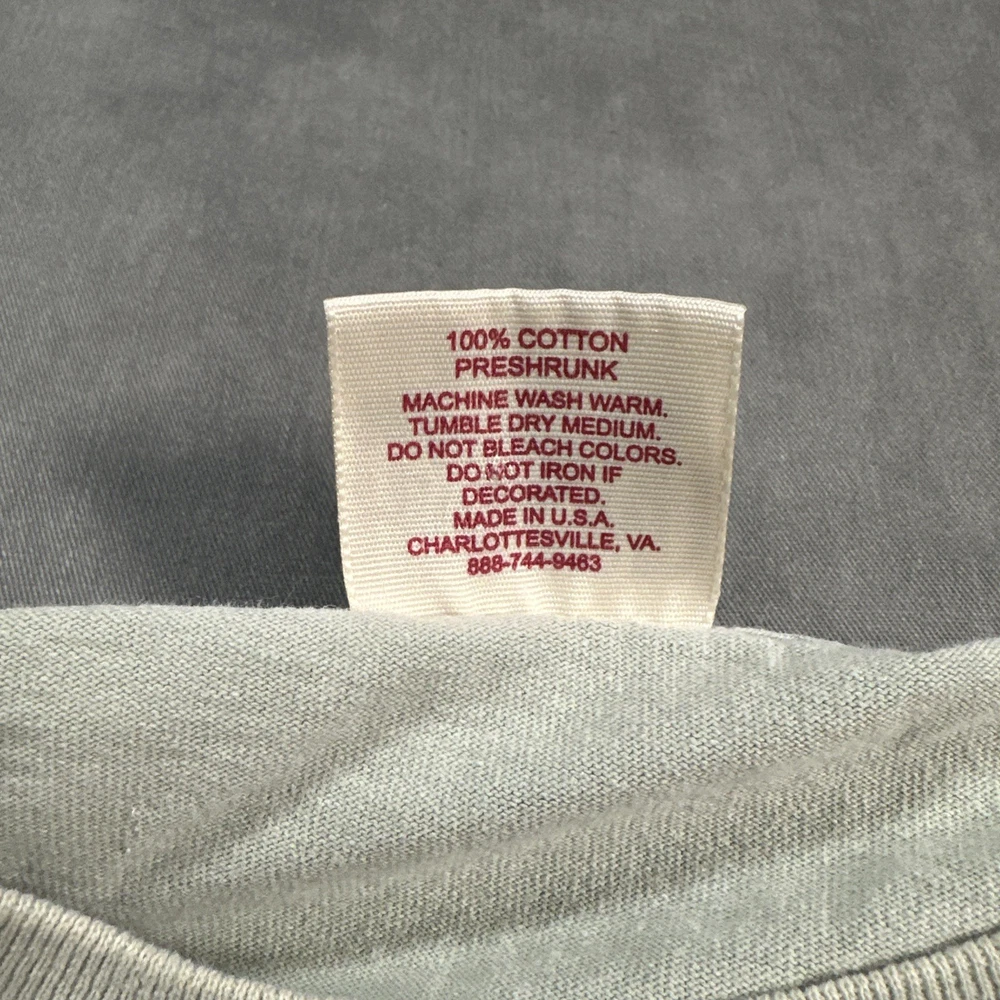 100% COTTON
PRESHRUNK
MACHINE WASH WARM.
TUMBLE DRY MEDIUM.
DO NOT BLEACH COLORS.
DO NOT IRON IF
DECORATED.
MADE IN U.S.A.
CHARLOTTESVILLE, VA.
888-744-9463